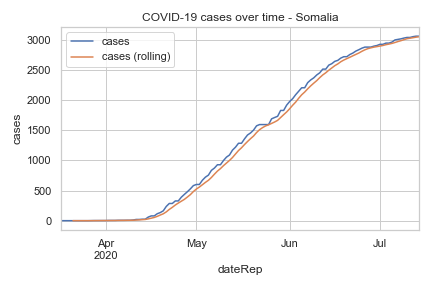 COVID-19 cases over time - Somalia
cases
cases (rolling)
3000
2500
2000
1500
1000
500
0
cases
Apr
2020
May
Jun
Jul
dateRep